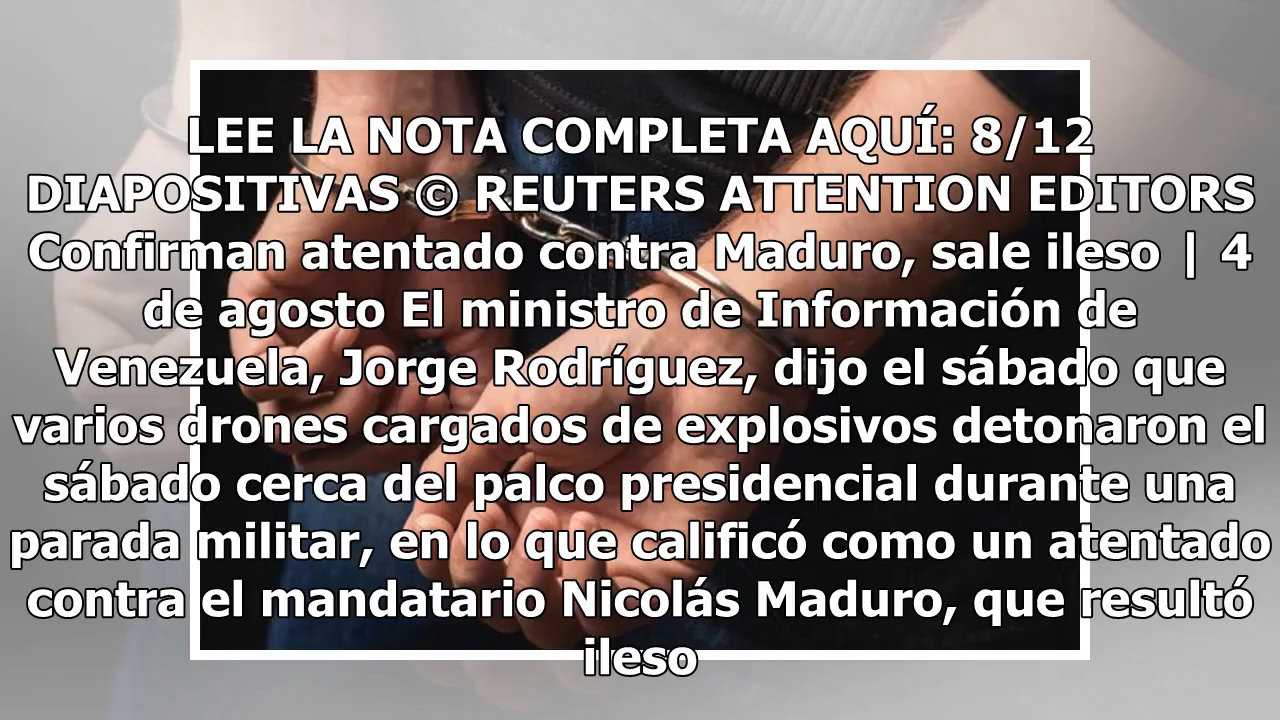 LEE LA NOTA COMPLETA AQUÍ: 8/12
DIAPOSITIVAS © REUTERS ATTENTION EDITORS
Confirman atentado contra Maduro, sale ileso | 4
de agosto El ministro de Información de
Venezuela, Jorge Rodríguez, dijo el sábado que
varios drones cargados de explosivos detonaron el
sábado cerca del palco presidencial durante una
parada militar, en lo que calificó como un atentado
contra el mandatario Nicolás Maduro, que resultó
ileso